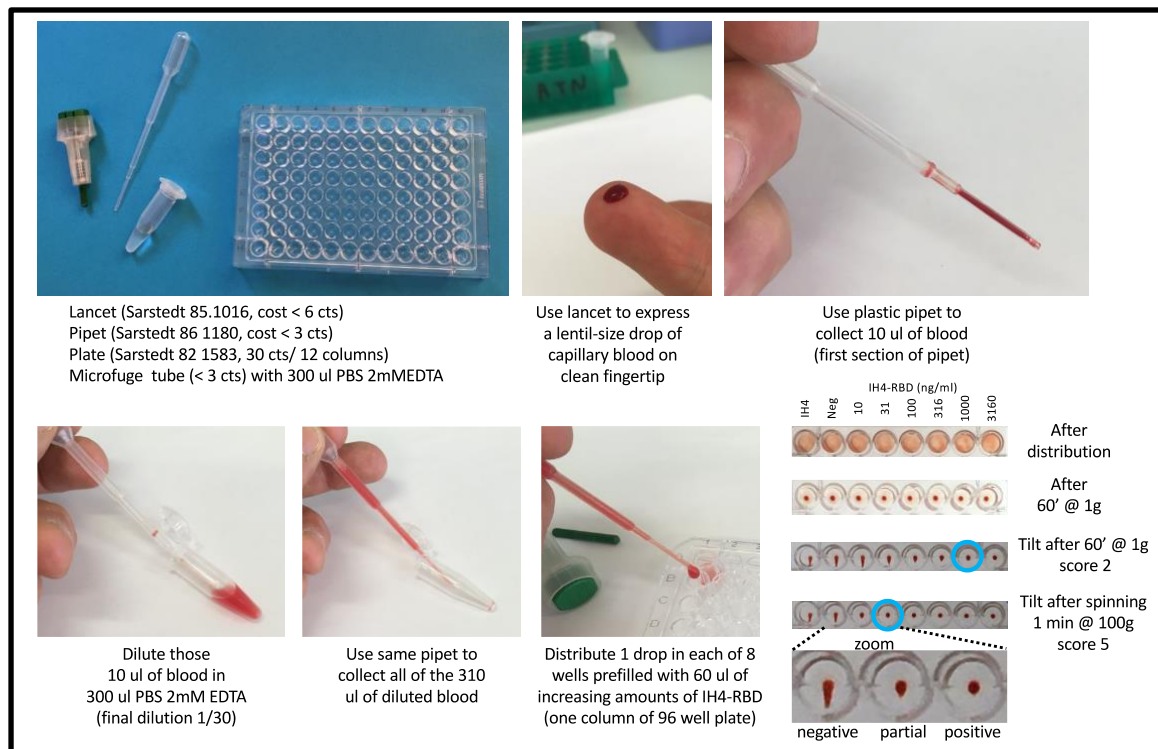 ATN
Lancet (Sarstedt 85.1016, cost < 6 cts)
Pipet (Sarstedt 86 1180, cost < 3 cts)
Plate (Sarstedt 82 1583, 30 cts/ 12 columns)
Microfuge tube (< 3 cts) with 300 ul PBS 2mMEDTA
Use lancet to express
a lentil-size drop of
capillary blood on
clean fingertip
Use plastic pipet to
collect 10 ul of blood
(first section of pipet)
IH4-RBD (ng/ml)
IH4
Neg
10
31
100
316
1000
3160
After
distribution
After
60’ @ 1g
Tilt after 60’ @ 1g
score 2
Tilt after spinning
1 min @ 100g
score 5
zoom
negative
partial
positive
Dilute those
10 ul of blood in
300 ul PBS 2mM EDTA
(final dilution 1/30)
Use same pipet to
collect all of the 310
ul of diluted blood
Distribute 1 drop in each of 8
wells prefilled with 60 ul of
increasing amounts of IH4-RBD
(one column of 96 well plate)